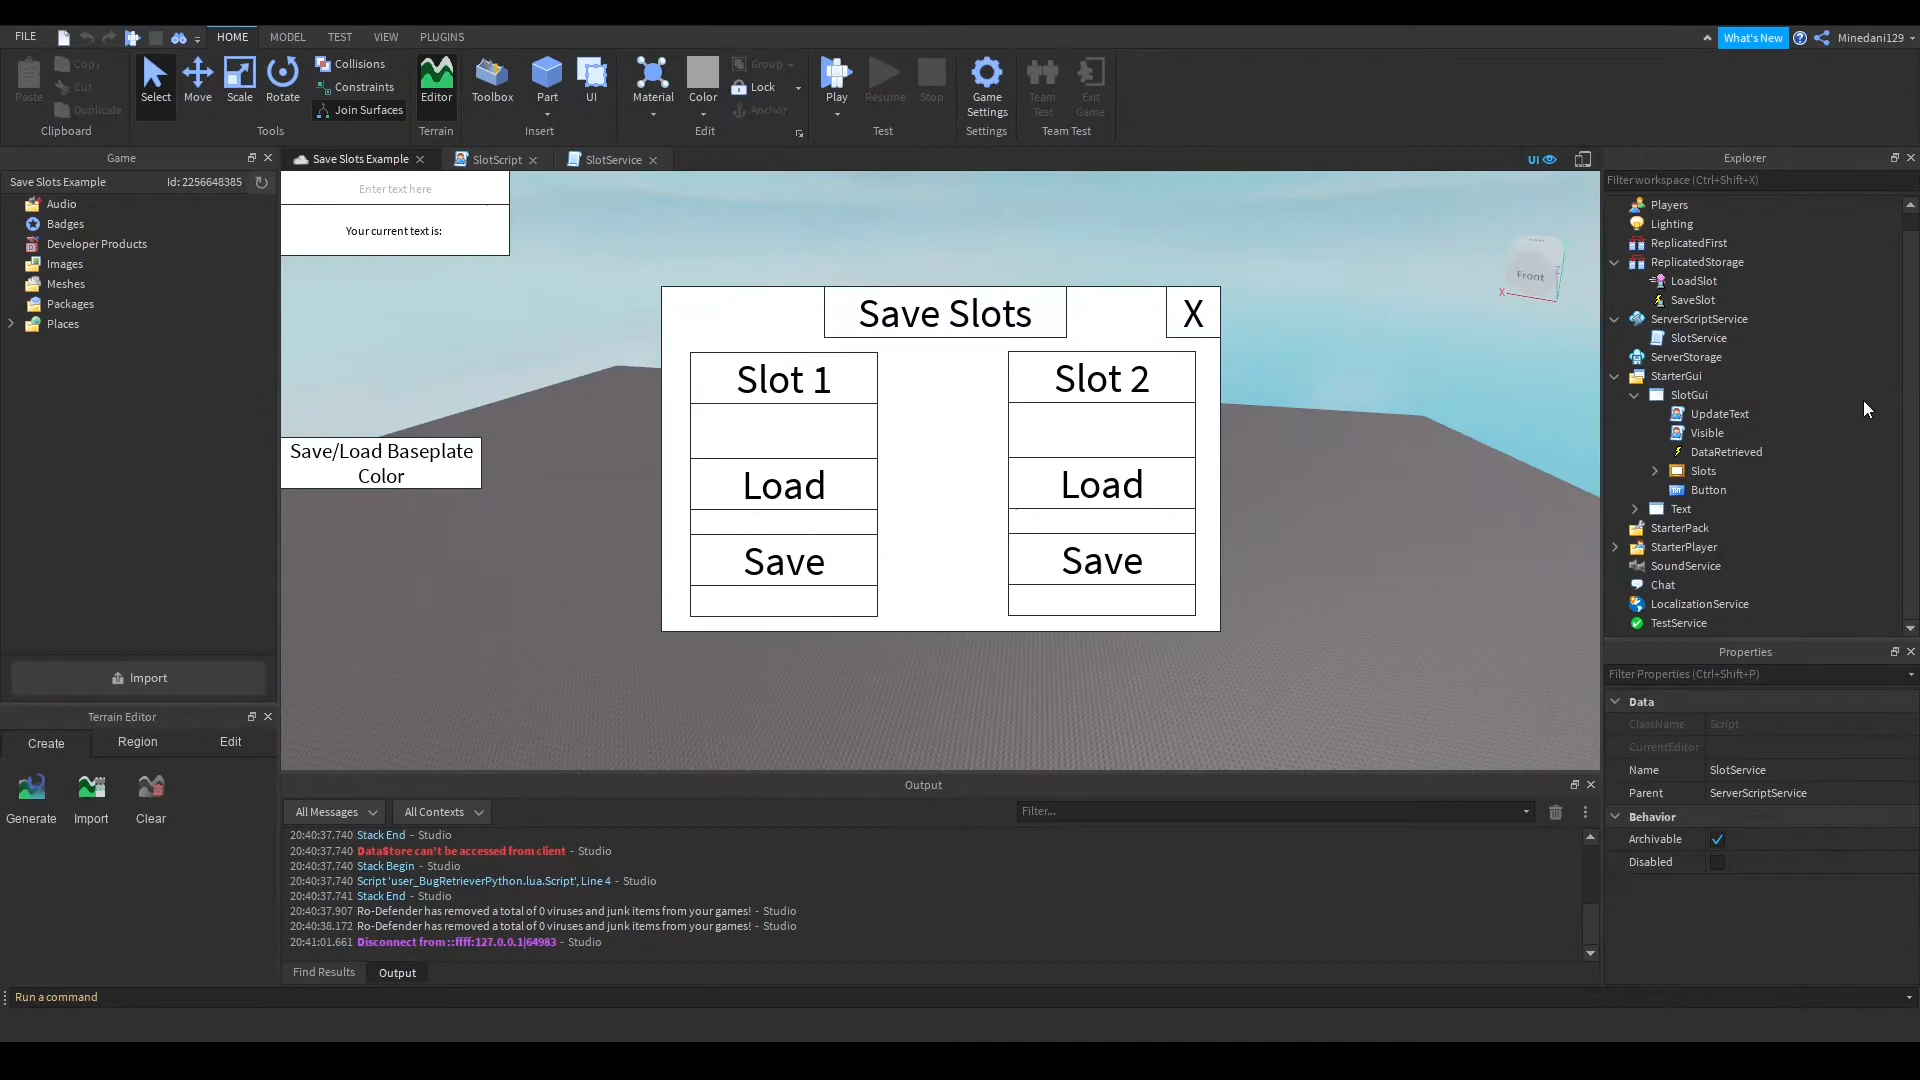 FILE
HOME
MODEL
TEST
VIEW
PLUGINS
What's New
Minedani129
Paste
Copy
Cut
Duplicate
Clipboard
Select
Move
Scale
Rotate
Collisions
Constraints
Join Surfaces
Tools
Editor
Terrain
Toolbox
Part
UI
Insert
Material
Color
Group
Lock
Anchor
Edit
Play
Resume
Stop
Test
Game
Settings
Settings
Team
Test
Exit
Game
Team Test
Game
Save Slots Example
Id: 2256648385
Audio
Badges
Developer Products
Images
Meshes
Packages
Places
Import
Terrain Editor
Create
Region
Edit
Generate
Import
Clear
Save Slots Example
SlotScript
SlotService
UI
Enter text here
Your current text is:
Save/Load Baseplate
Color
Save Slots
X
Slot 1
Load
Save
Slot 2
Load
Save
Front
X
Z
Output
All Messages
All Contexts
Filter...
20:40:37.740 Stack End - Studio
20:40:37.740 DataStore can't be accessed from client - Studio
20:40:37.740 Stack Begin - Studio
20:40:37.740 Script 'user_BugRetrieverPython.lua.Script', Line 4 - Studio
20:40:37.741 Stack End - Studio
20:40:37.907 Ro-Defender has removed a total of 0 viruses and junk items from your games! - Studio
20:40:38.172 Ro-Defender has removed a total of 0 viruses and junk items from your games! - Studio
20:41:01.661 Disconnect from ::ffff:127.0.0.1|64983 - Studio
Find Results
Output
Run a command
Explorer
Filter workspace (Ctrl+Shift+X)
Players
Lighting
ReplicatedFirst
ReplicatedStorage
LoadSlot
SaveSlot
ServerScriptService
SlotService
ServerStorage
StarterGui
SlotGui
UpdateText
Visible
DataRetrieved
Slots
Button
Text
StarterPack
StarterPlayer
SoundService
Chat
LocalizationService
TestService
Properties
Filter Properties (Ctrl+Shift+P)
Data
ClassName Script
CurrentEditor
Name SlotService
Parent ServerScriptService
Behavior
Archivable
Disabled